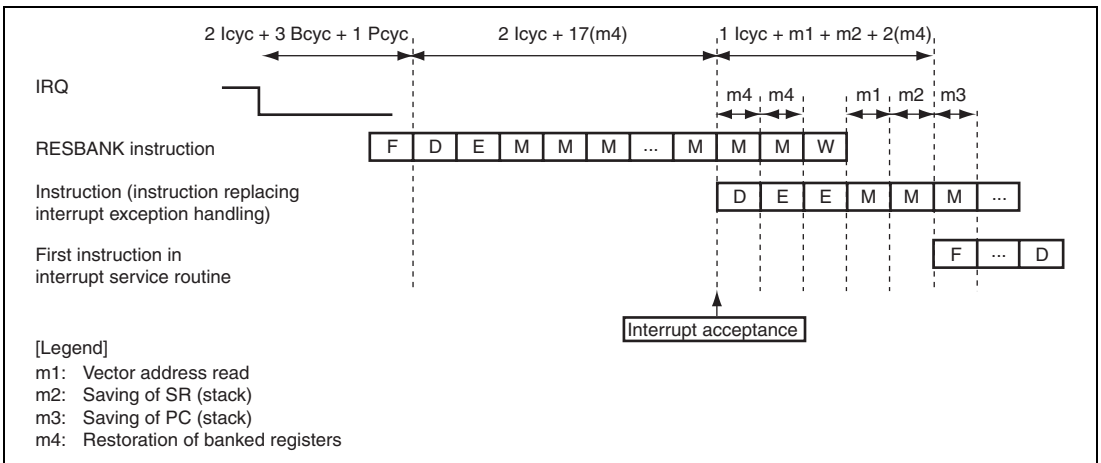 2 Icyc + 3 Bcyc + 1 Pcyc 2 Icyc + 17(m4) 1 Icyc + m1 + m2 + 2(m4)
IRQ
m4 m4 m1 m2 m3
RESBANK instruction F D E M M M ... M M M W
Instruction (instruction replacing
interrupt exception handling) D E E M M M ...
First instruction in
interrupt service routine F ... D
Interrupt acceptance
[Legend]
m1: Vector address read
m2: Saving of SR (stack)
m3: Saving of PC (stack)
m4: Restoration of banked registers